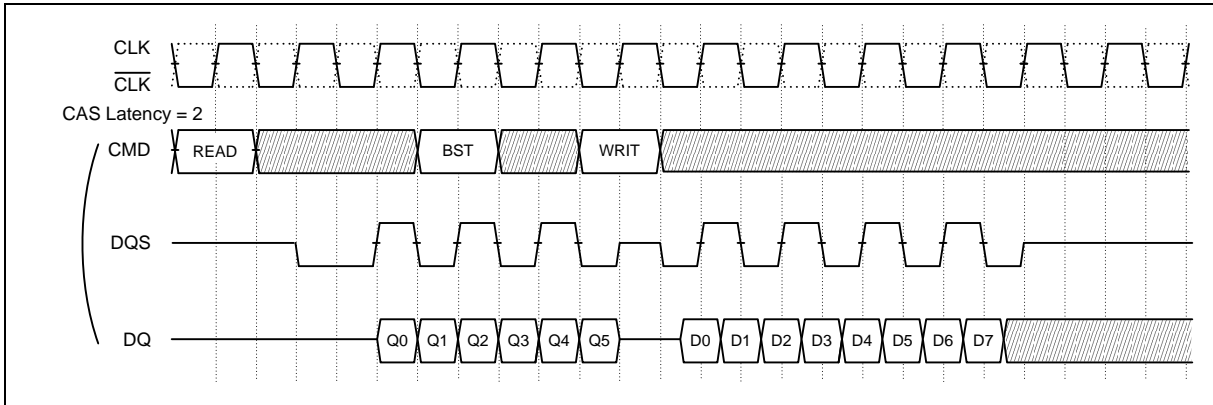 CLK
CLK
CAS Latency = 2
CMD READ BST WRIT
DQS
DQ Q0 Q1 Q2 Q3 Q4 Q5 D0 D1 D2 D3 D4 D5 D6 D7